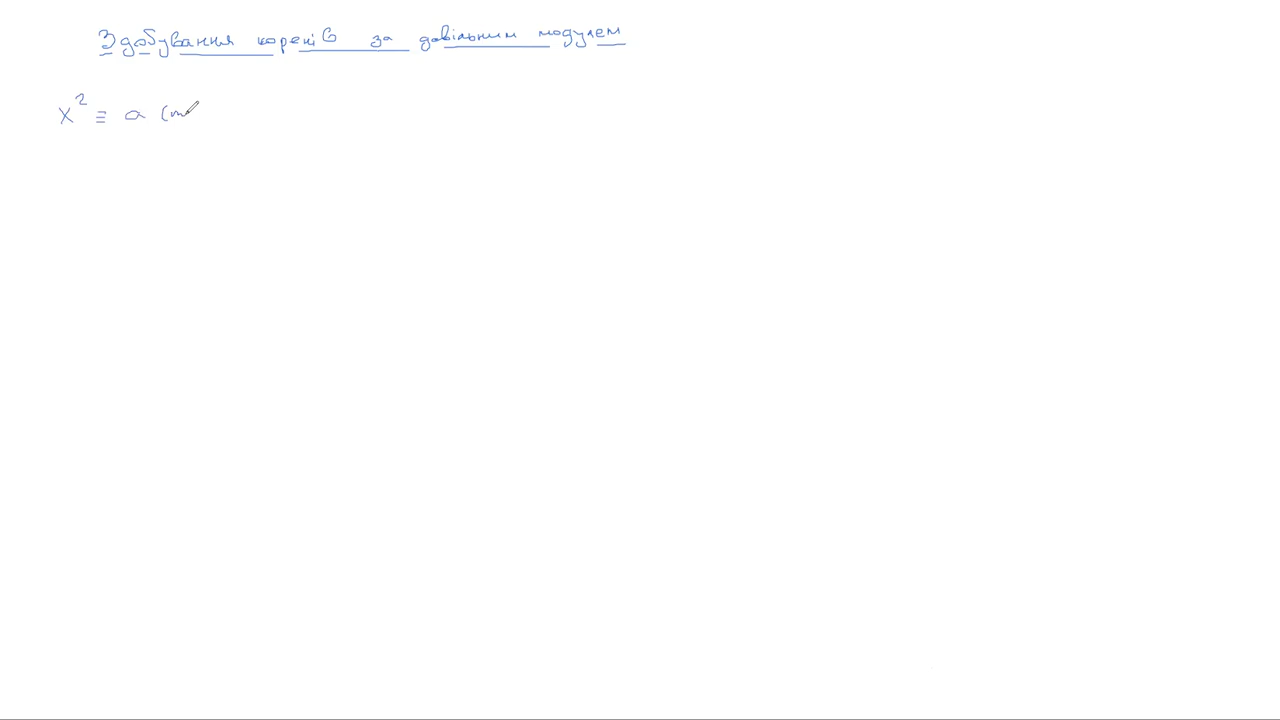 Здобування коренів за довільним модулем
x² ≡ a (m